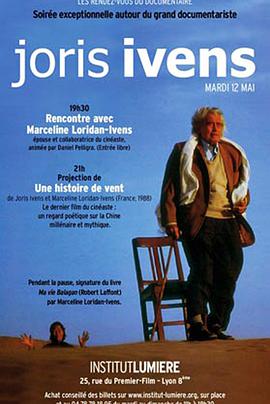 LES RENDEZ-VOUS DU DOCUMENTAIRE
Soirée exceptionnelle autour du grand documentariste
joris ivens
MARDI 12 MAI
19h30
Rencontre avec
Marceline Loridan-Ivens
épouse et collaboratrice du cinéaste,
animée par Daniel Pelligra. (Entrée libre)
21h
Projection de
Une histoire de vent
de Joris Ivens et Marceline Loridan-Ivens (France, 1988)
Le dernier film du cinéaste :
un regard poétique sur la Chine
millénaire et mythique.
Pendant la pause, signature du livre
Ma vie Balagan (Robert Laffont)
par Marceline Loridan-Ivens.
INSTITUTLUMIERE
25, rue du Premier-Film - Lyon 8ème
Achat conseillé des billets sur www.institut-lumiere.org, sur place